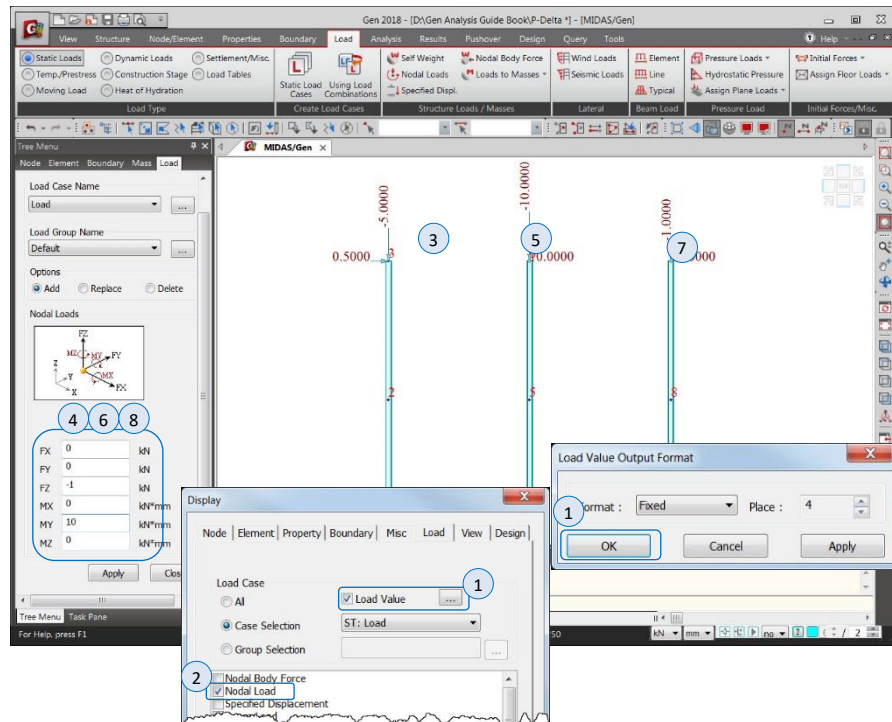 Gen 2018 - [D:\Gen Analysis Guide Book\P-Delta *] - [MIDAS/Gen]
View Structure Node/Element Properties Boundary Load Analysis Results Pushover Design Query Tools Help
Static Loads Dynamic Loads Settlement/Misc.
Temp./Prestress Construction Stage Load Tables
Moving Load Heat of Hydration
Load Type
Static Load Cases Using Load Combinations
Create Load Cases
Self Weight Nodal Body Force
Nodal Loads Loads to Masses
Specified Displ.
Structure Loads / Masses
Wind Loads
Seismic Loads
Lateral
Element
Line
Typical
Beam Load
Pressure Loads
Hydrostatic Pressure
Assign Plane Loads
Pressure Load
Initial Forces
Assign Floor Loads
Initial Forces/Misc.
Tree Menu
MIDAS/Gen
Node Element Boundary Mass Load
Load Case Name
Load
Load Group Name
Default
Options
Add Replace Delete
Nodal Loads
FZ
MZ MY FY
MX
FX
Z
Y
X
4 6 8
FX 0 kN
FY 0 kN
FZ -1 kN
MX 0 kN*mm
MY 10 kN*mm
MZ 0 kN*mm
Apply Clos
Tree Menu Task Pane
For Help, press F1
-5.0000
-10.0000
-1.0000
3
5
7
0.5000
3
0.0000
000
2
5
8
Load Value Output Format
1
ormat : Fixed Place : 4
OK Cancel Apply
Display
Node Element Property Boundary Misc Load View Design
Load Case
1
All
Load Value ...
Case Selection
ST: Load
Group Selection
...
2
Nodal Body Force
Nodal Load
Specified Displacement
50
kN mm
no
2
/ 2